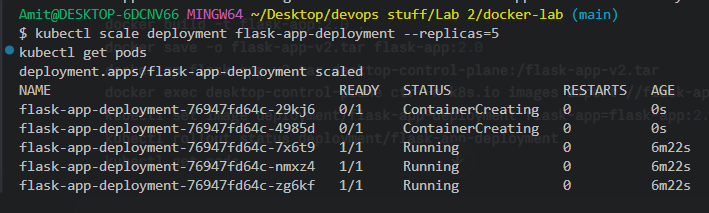 Amit@DESKTOP-6DCNV66 MINGW64 ~/Desktop/devops stuff/Lab 2/docker-lab (main)
$ kubectl scale deployment flask-app-deployment --replicas=5
kubectl get pods
deployment.apps/flask-app-deployment scaled
NAME READY STATUS RESTARTS AGE
flask-app-deployment-76947fd64c-29kj6 0/1 ContainerCreating 0 0s
flask-app-deployment-76947fd64c-4985d 0/1 ContainerCreating 0 0s
flask-app-deployment-76947fd64c-7x6t9 1/1 Running 0 6m22s
flask-app-deployment-76947fd64c-nmxz4 1/1 Running 0 6m22s
flask-app-deployment-76947fd64c-zg6kf 1/1 Running 0 6m22s